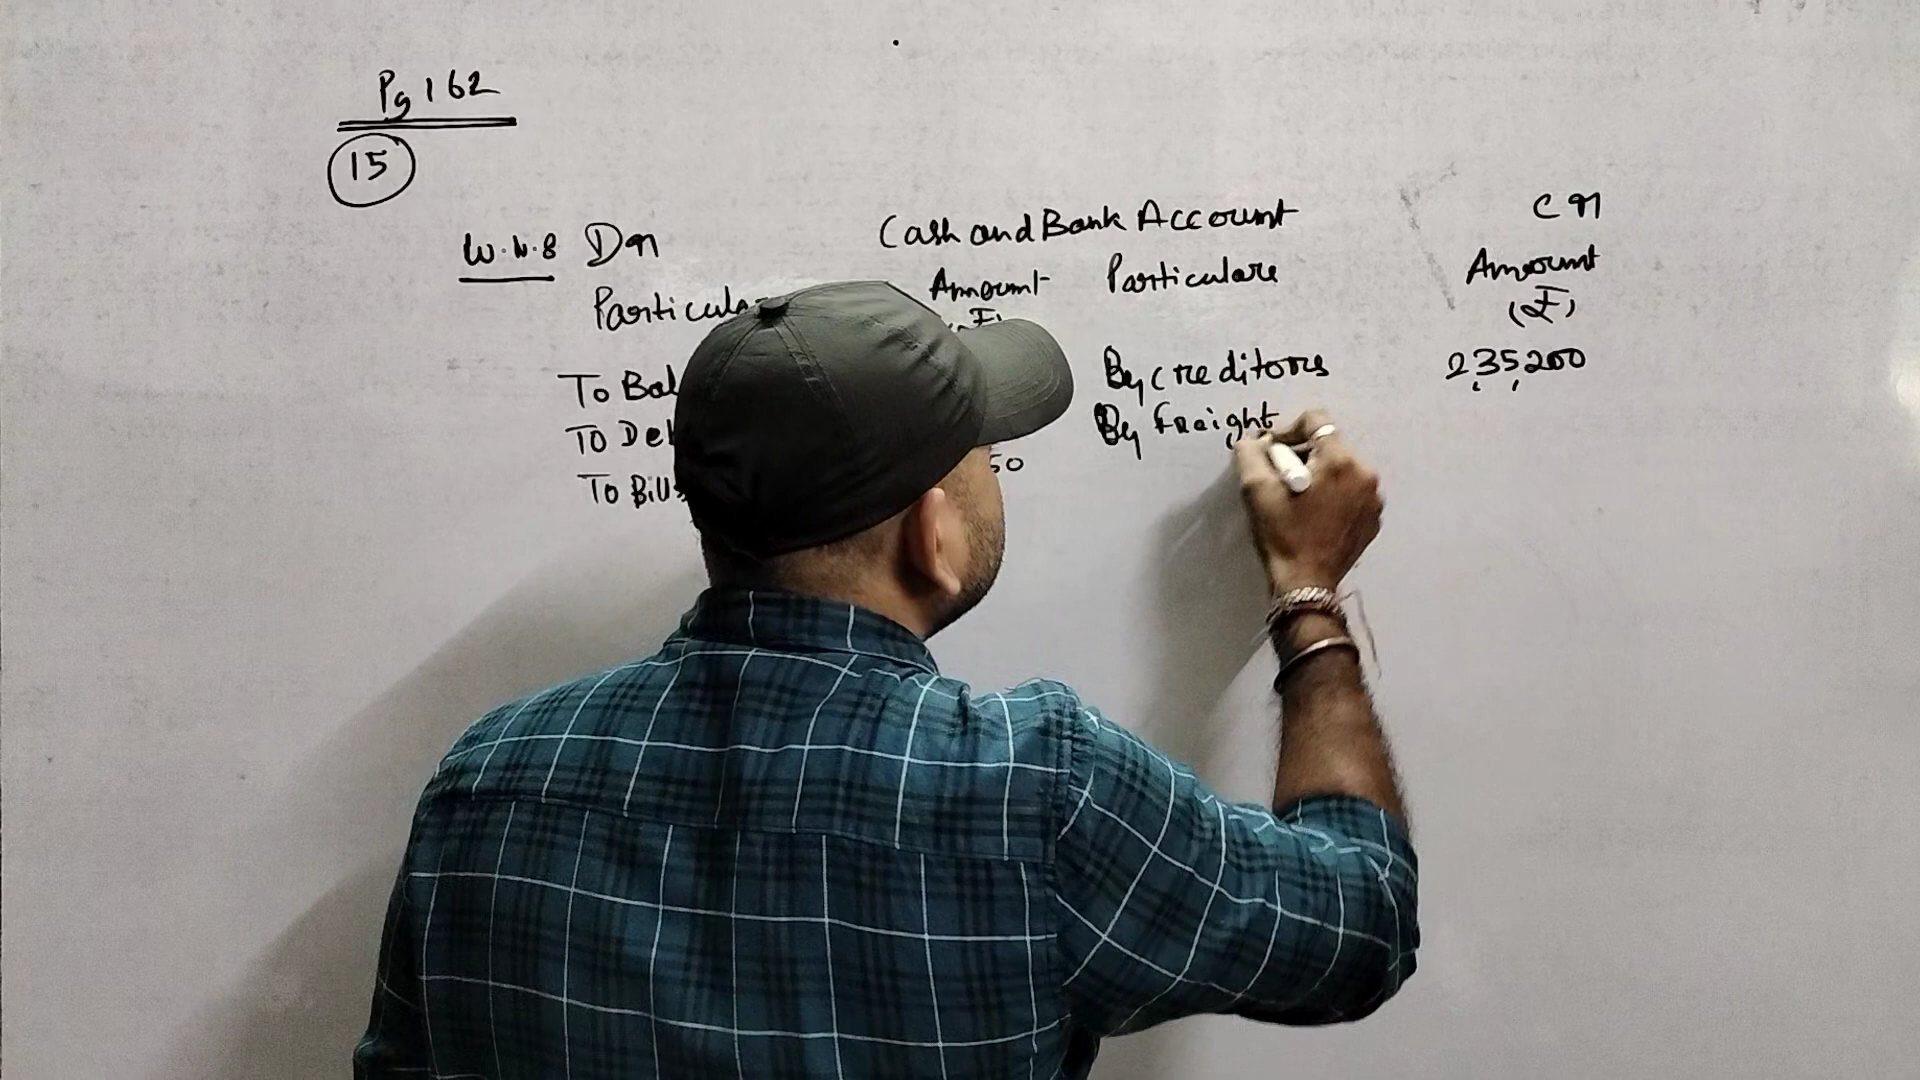 Pg 162
15
W.N.8 Dr Cash and Bank Account Cr
Particula Amount Particulars Amount
(₹) (₹)
To Bal By Creditors 2,35,200
To Deb By Freight
To Bills 50